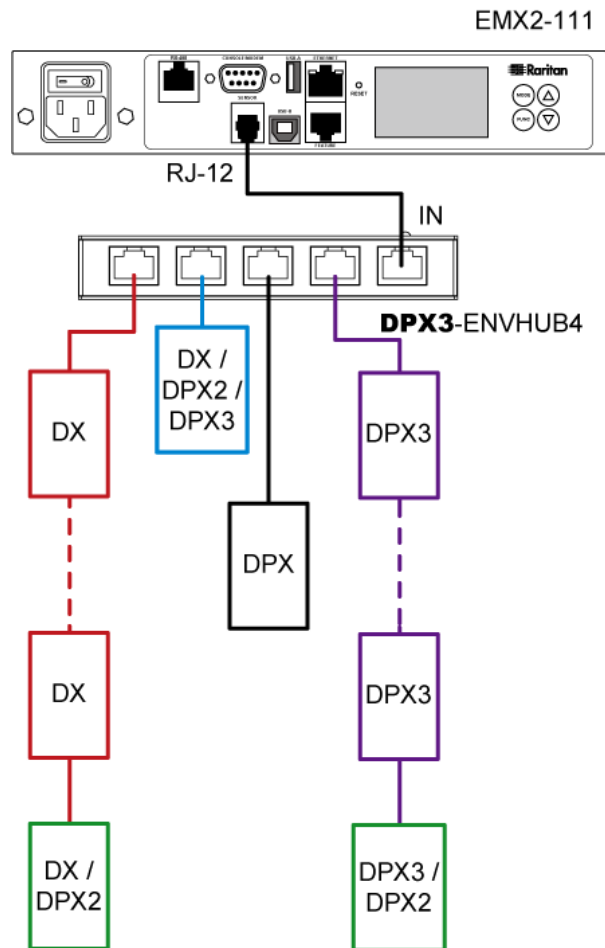 EMX2-111
RS-485
CONSOLE/MODEM
USB-A
ETHERNET
Raritan
RESET
SENSOR
USB-B
FEATURE
MODE
FUNC
RJ-12
IN
DPX3-ENVHUB4
DX
DX /
DPX2 /
DPX3
DPX3
DPX
DX
DPX3
DX /
DPX2
DPX3 /
DPX2